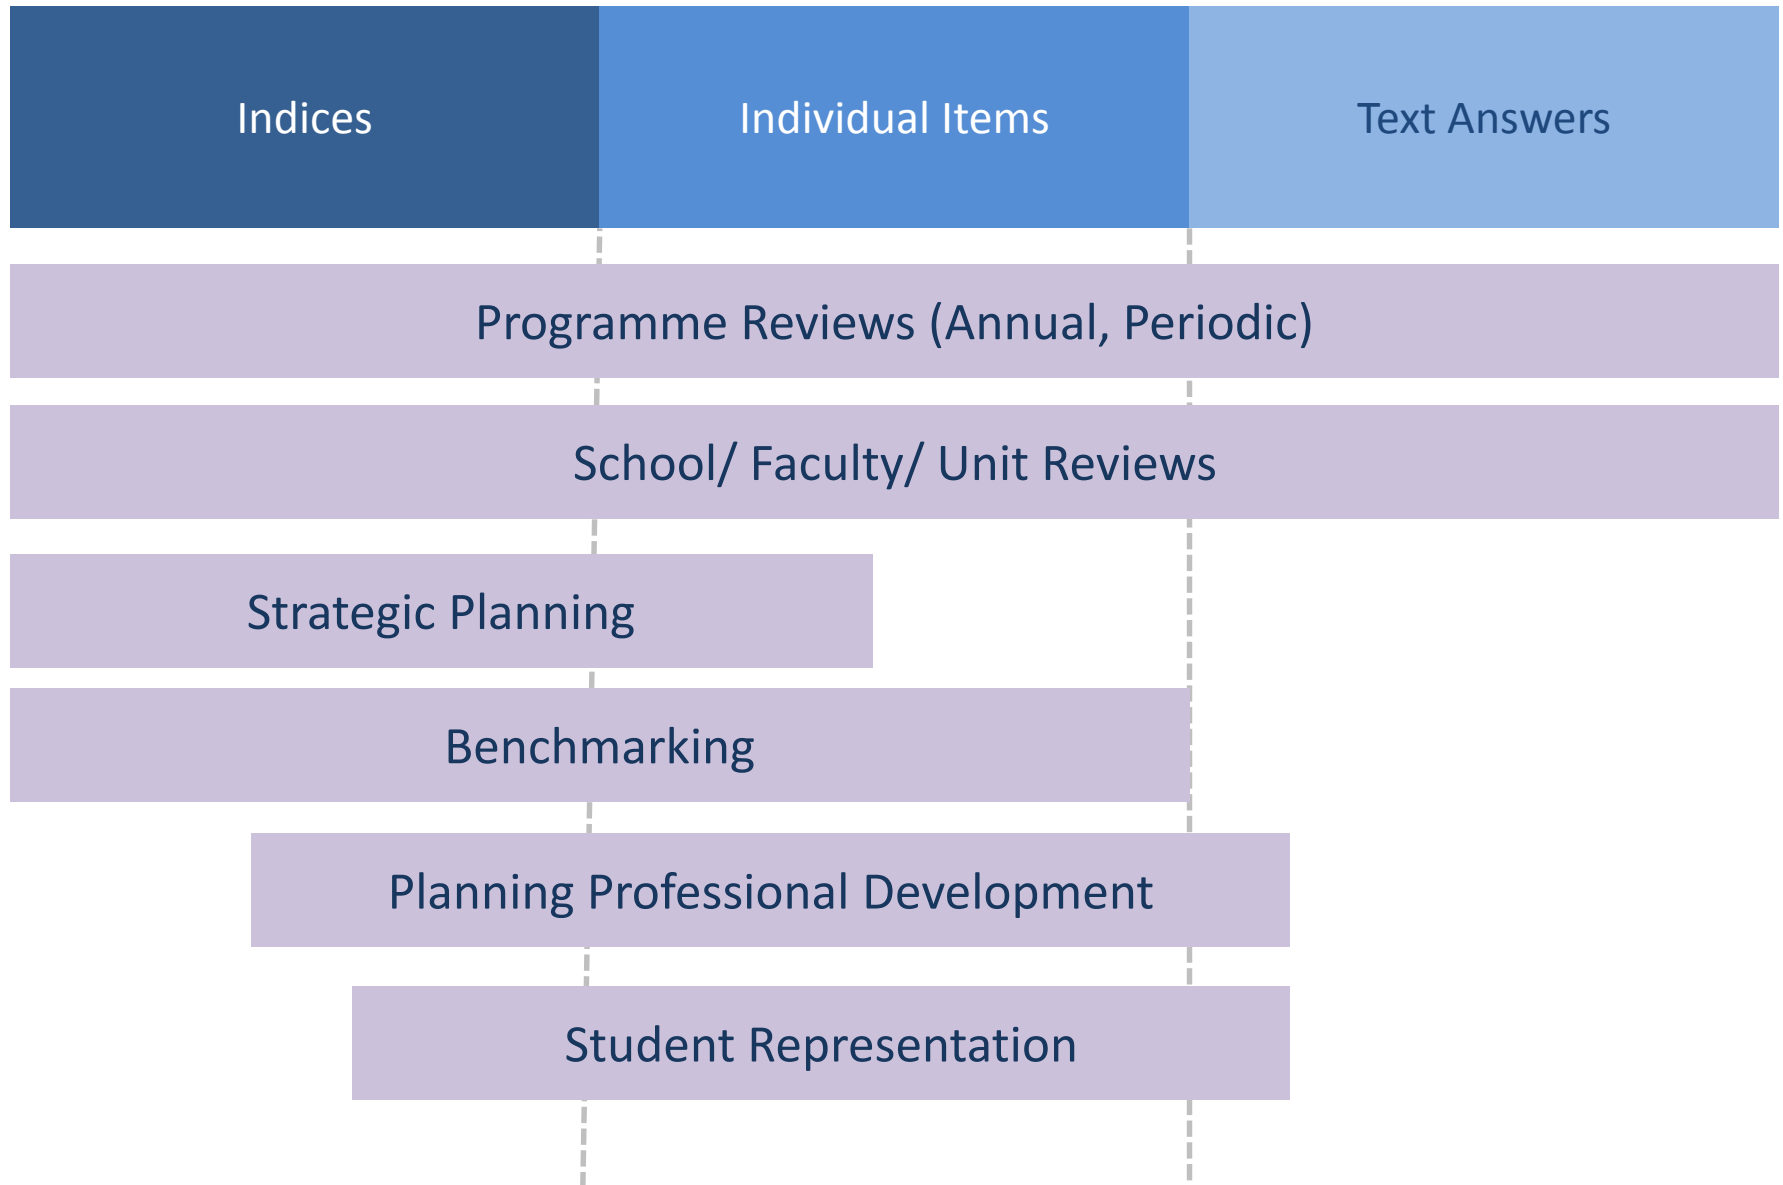 Indices
Individual Items
Text Answers
Programme Reviews (Annual, Periodic)
School/ Faculty/ Unit Reviews
Strategic Planning
Benchmarking
Planning Professional Development
Student Representation